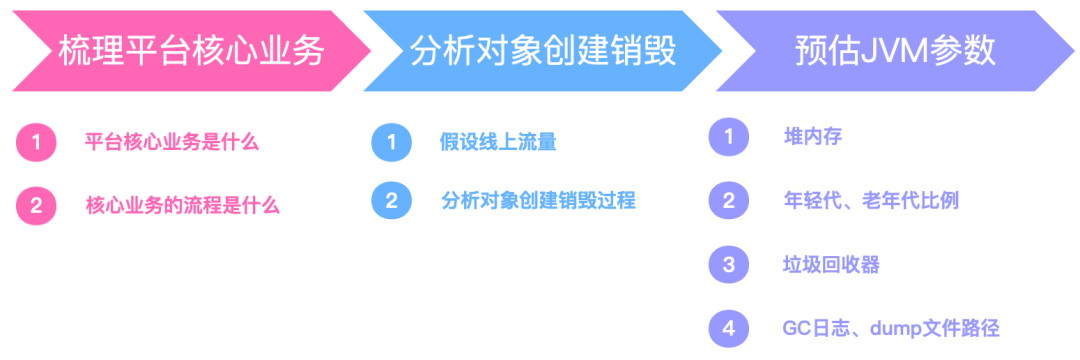 梳理平台核心业务
1 平台核心业务是什么
2 核心业务的流程是什么
分析对象创建销毁
1 假设线上流量
2 分析对象创建销毁过程
预估JVM参数
1 堆内存
2 年轻代、老年代比例
3 垃圾回收器
4 GC日志、dump文件路径